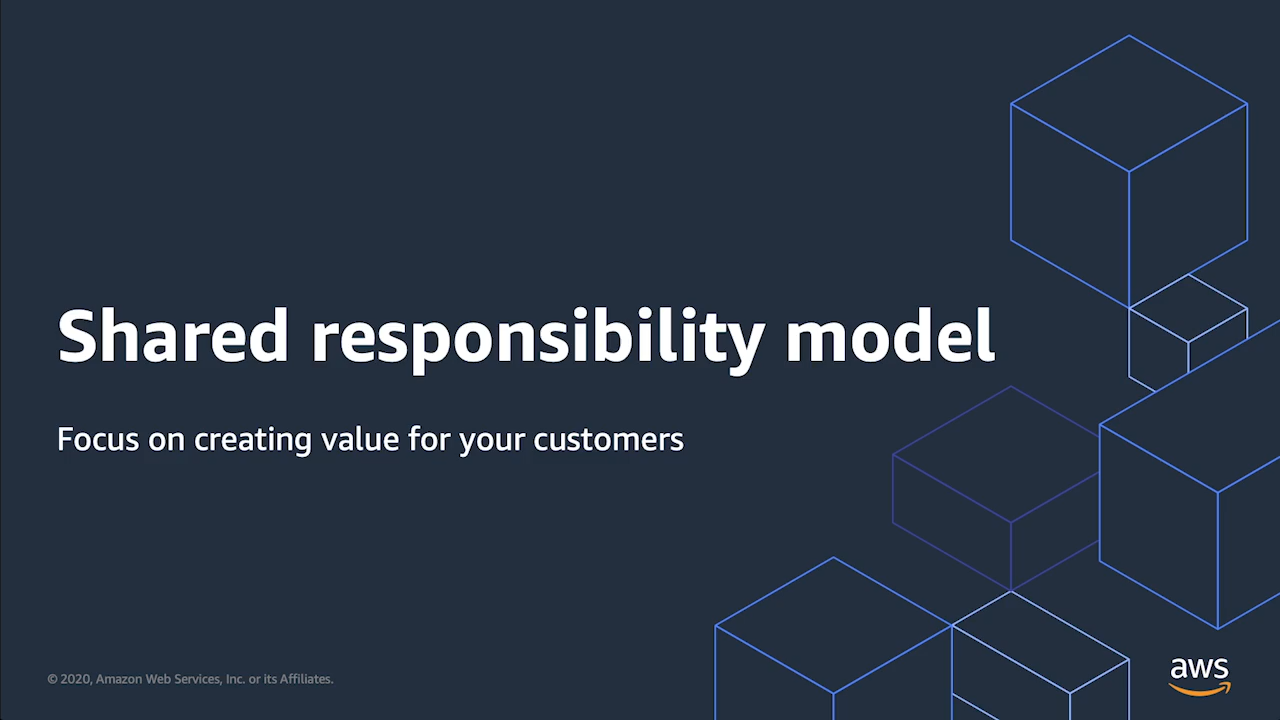 Shared responsibility model
Focus on creating value for your customers
© 2020, Amazon Web Services, Inc. or its Affiliates.
aws